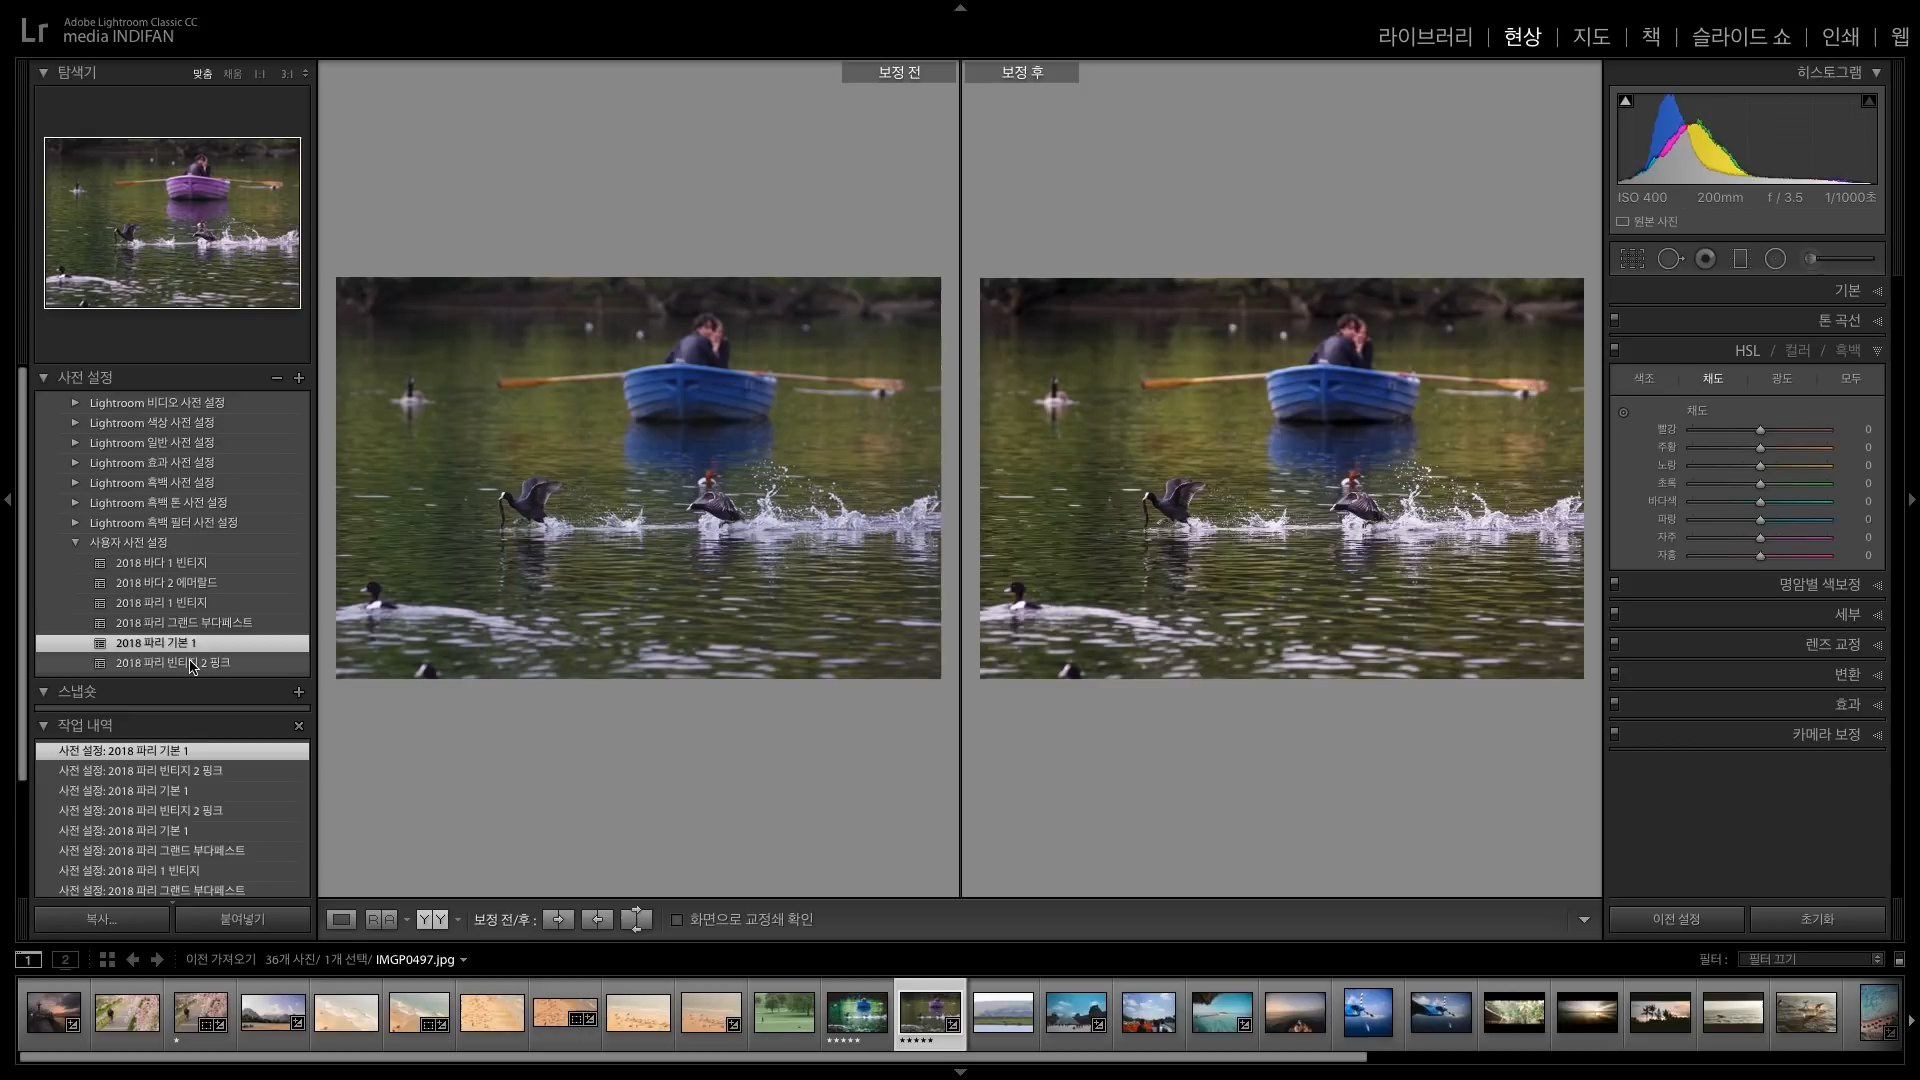 Lr
Adobe Lightroom Classic CC
media INDIFAN
라이브러리 | 현상 | 지도 | 책 | 슬라이드 쇼 | 인쇄 | 웹
탐색기
맞춤 채움 1:1 3:1
보정 전
보정 후
히스토그램
ISO 400 200mm f / 3.5 1/1000초
원본 사진
기본
톤 곡선
HSL / 컬러 / 흑백
색조 채도 광도 모두
채도
빨강 0
주황 0
노랑 0
초록 0
바다색 0
파랑 0
자주 0
자홍 0
명암별 색보정
세부
렌즈 교정
변환
효과
카메라 보정
사전 설정
Lightroom 비디오 사전 설정
Lightroom 색상 사전 설정
Lightroom 일반 사전 설정
Lightroom 효과 사전 설정
Lightroom 흑백 사전 설정
Lightroom 흑백 톤 사전 설정
Lightroom 흑백 필터 사전 설정
사용자 사전 설정
2018 바다 1 빈티지
2018 바다 2 에머랄드
2018 파리 1 빈티지
2018 파리 그랜드 부다페스트
2018 파리 기본 1
2018 파리 빈티지 2 핑크
스냅숏
작업 내역
사전 설정: 2018 파리 기본 1
사전 설정: 2018 파리 빈티지 2 핑크
사전 설정: 2018 파리 기본 1
사전 설정: 2018 파리 빈티지 2 핑크
사전 설정: 2018 파리 기본 1
사전 설정: 2018 파리 그랜드 부다페스트
사전 설정: 2018 파리 1 빈티지
사전 설정: 2018 파리 그랜드 부다페스트
복사... 붙여넣기
R A Y Y 보정 전/후 : 화면으로 교정쇄 확인
이전 설정 초기화
1 2 이전 가져오기 36개 사진/ 1개 선택/ IMGP0497.jpg
필터 : 필터 끄기